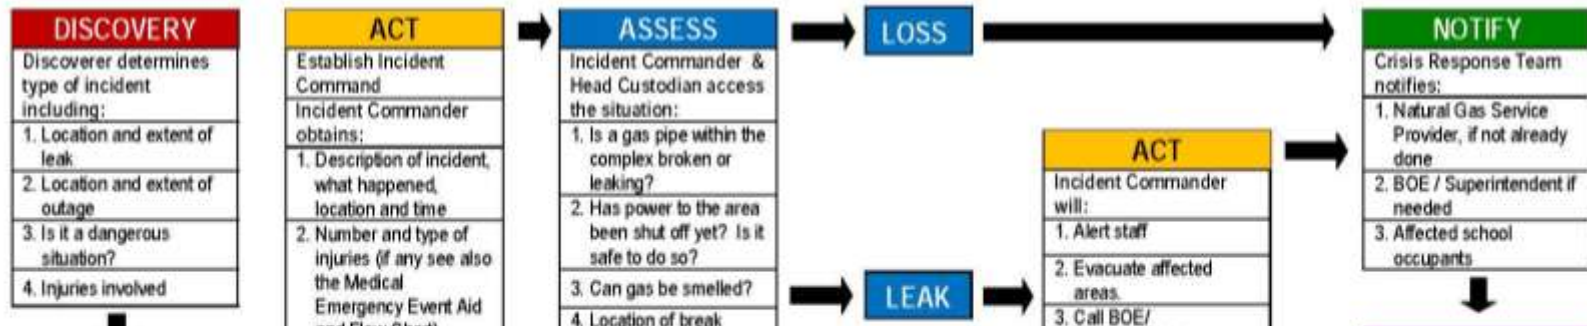 DISCOVERY
Discoverer determines
type of incident
including:
1. Location and extent of
leak
2. Location and extent of
outage
3. Is it a dangerous
situation?
4. Injuries involved
ACT
Establish Incident
Command
Incident Commander
obtains:
1. Description of incident,
what happened,
location and time
2. Number and type of
injuries (if any see also
the Medical
Emergency Event Aid
and Flow Chart)
ASSESS
Incident Commander &
Head Custodian access
the situation:
1. Is a gas pipe within the
complex broken or
leaking?
2. Has power to the area
been shut off yet? Is it
safe to do so?
3. Can gas be smelled?
4. Location of break
LOSS
LEAK
ACT
Incident Commander
will:
1. Alert staff
2. Evacuate affected
areas.
3. Call BOE/
NOTIFY
Crisis Response Team
notifies:
1. Natural Gas Service
Provider, if not already
done
2. BOE / Superintendent if
needed
3. Affected school
occupants